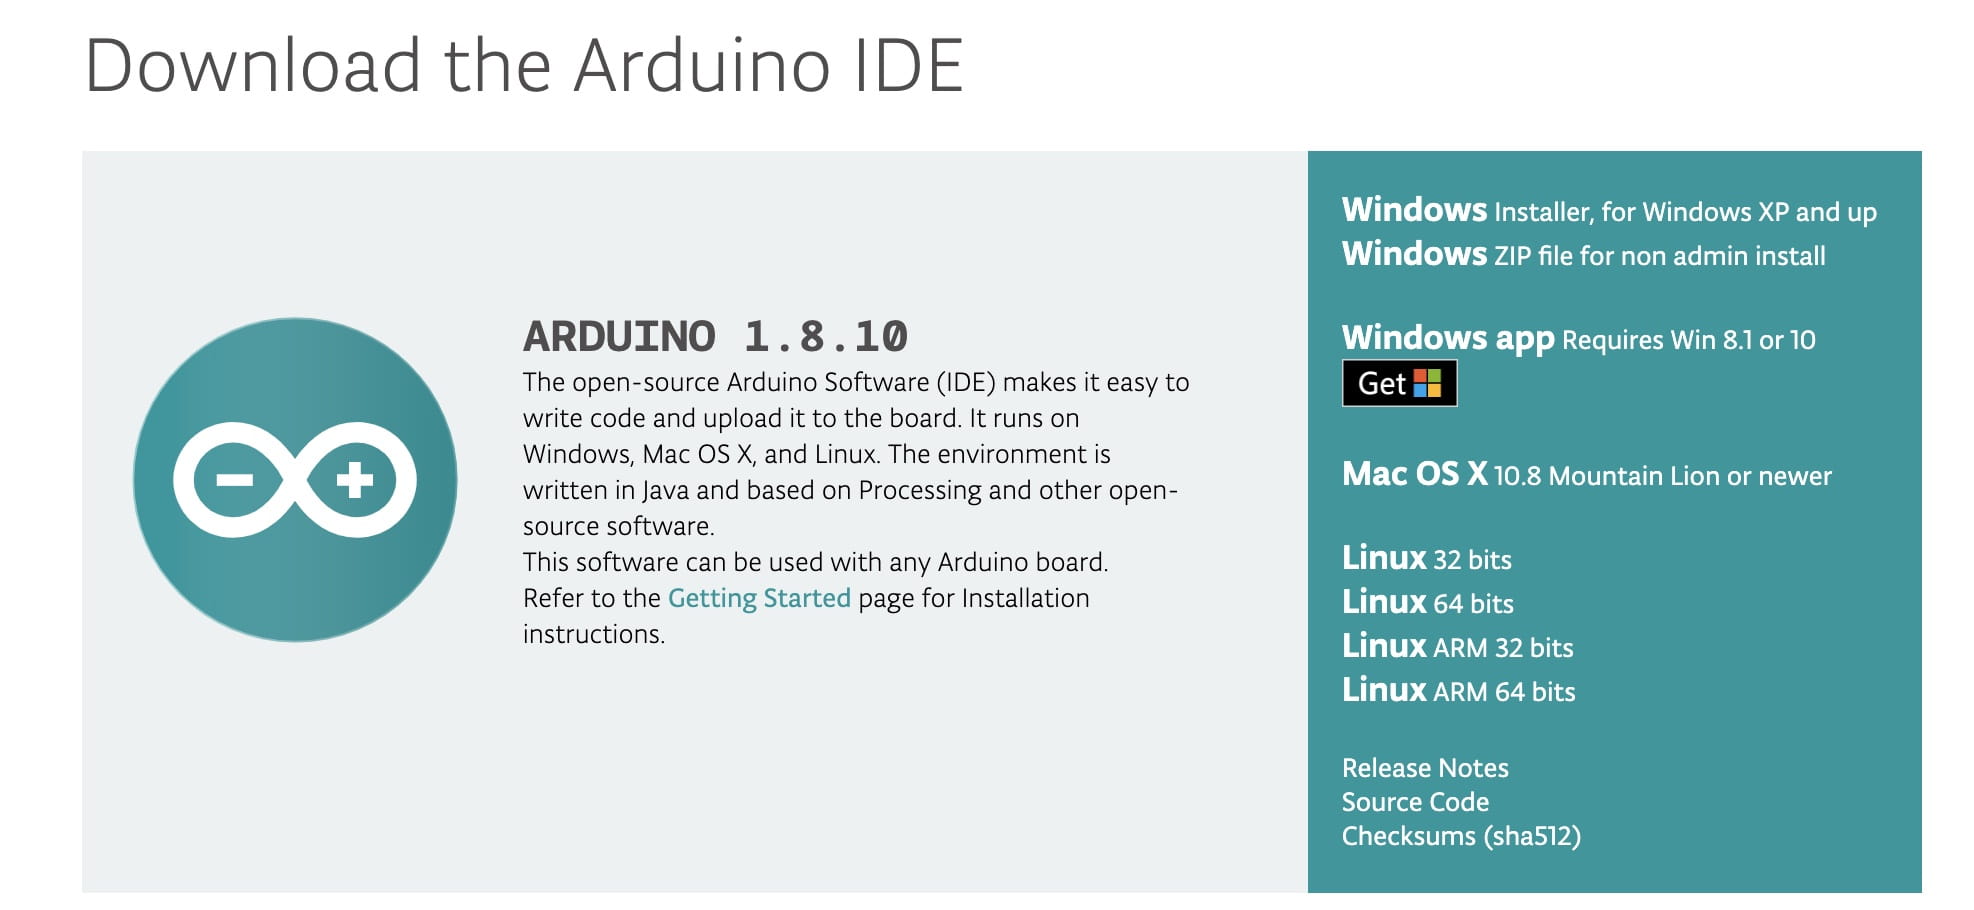 Download the Arduino IDE
ARDUINO 1.8.10
The open-source Arduino Software (IDE) makes it easy to
write code and upload it to the board. It runs on
Windows, Mac OS X, and Linux. The environment is
written in Java and based on Processing and other open-
source software.
This software can be used with any Arduino board.
Refer to the Getting Started page for Installation
instructions.
Windows Installer, for Windows XP and up
Windows ZIP file for non admin install
Windows app Requires Win 8.1 or 10
Get
Mac OS X 10.8 Mountain Lion or newer
Linux 32 bits
Linux 64 bits
Linux ARM 32 bits
Linux ARM 64 bits
Release Notes
Source Code
Checksums (sha512)